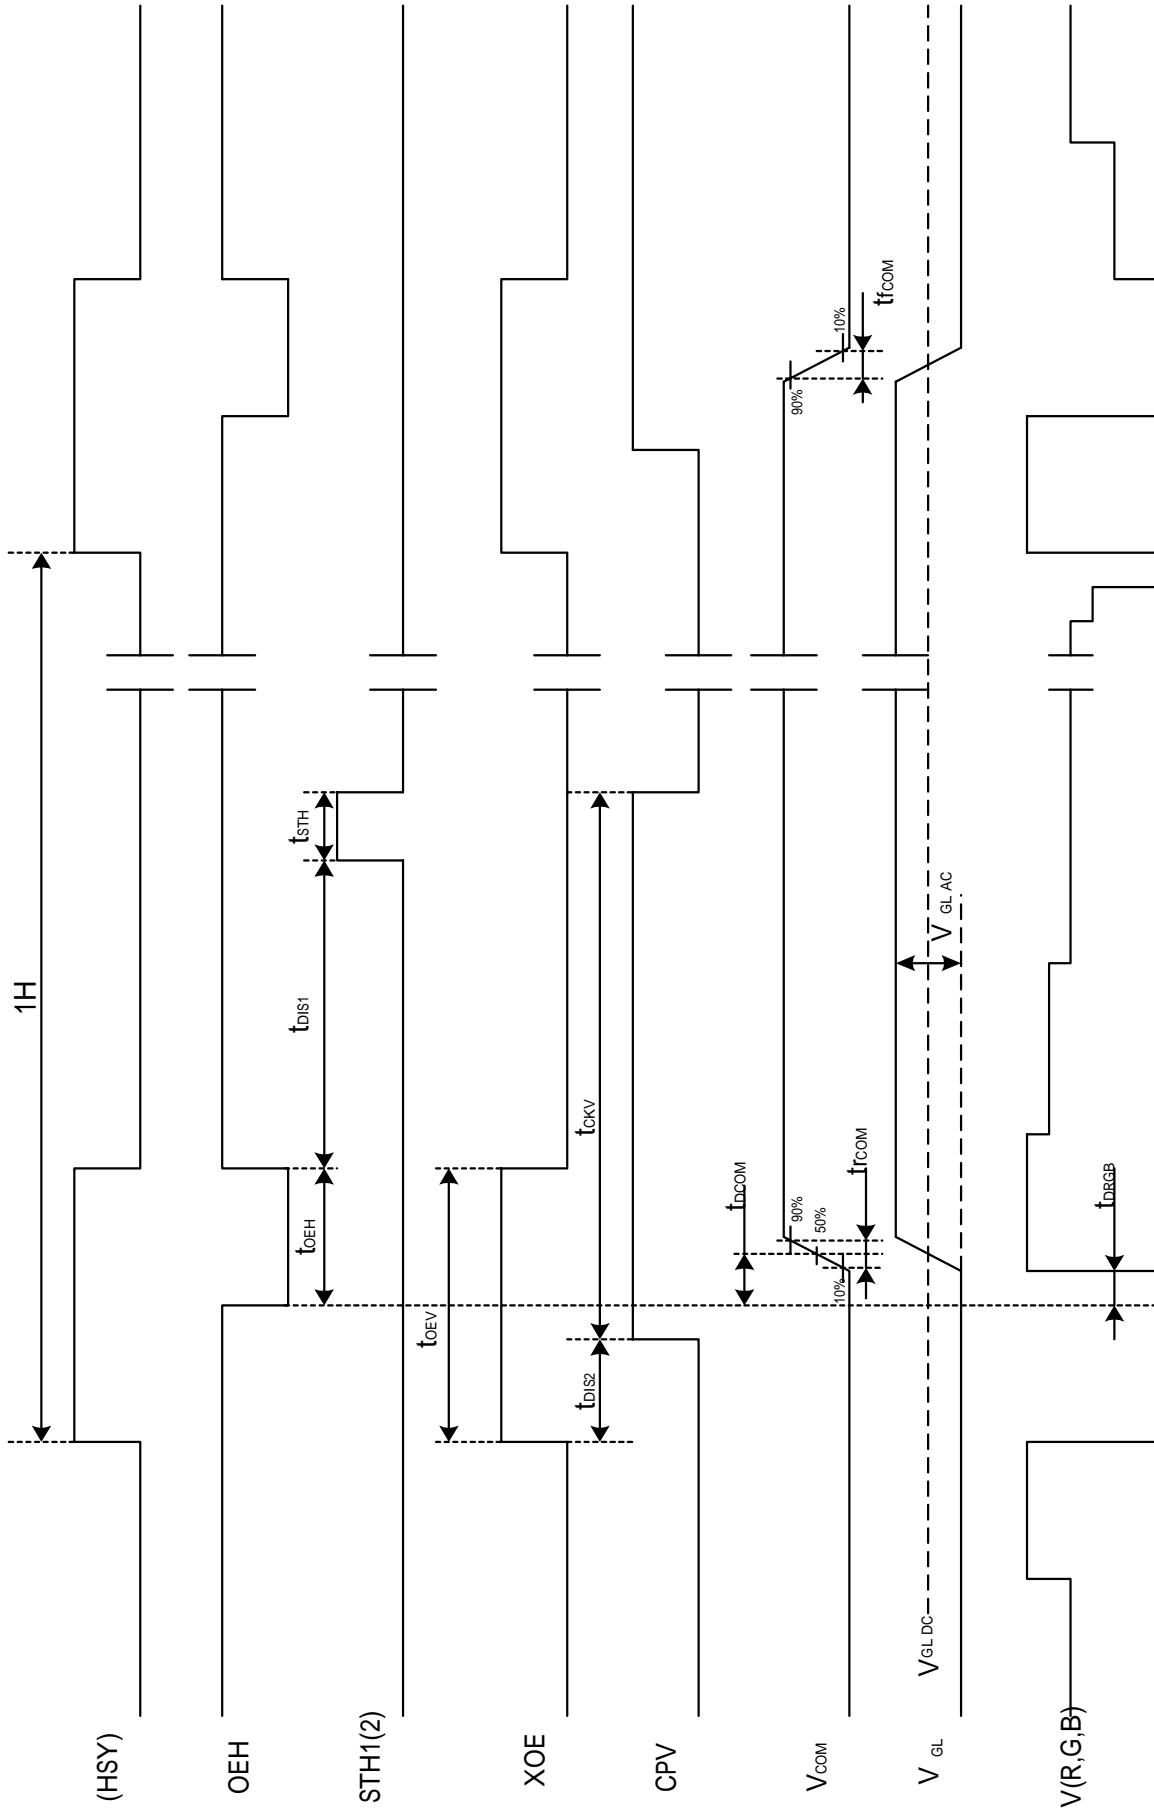 1H
(HSY)
tOEH
tDIS1
tSTH
OEH
STH1(2)
tOEV
XOE
tDIS2
tCKV
CPV
tDCOM
90%
50%
10%
trCOM
90%
10%
tfCOM
VCOM
VGL DC
V GL AC
V GL
tDRGB
V(R,G,B)